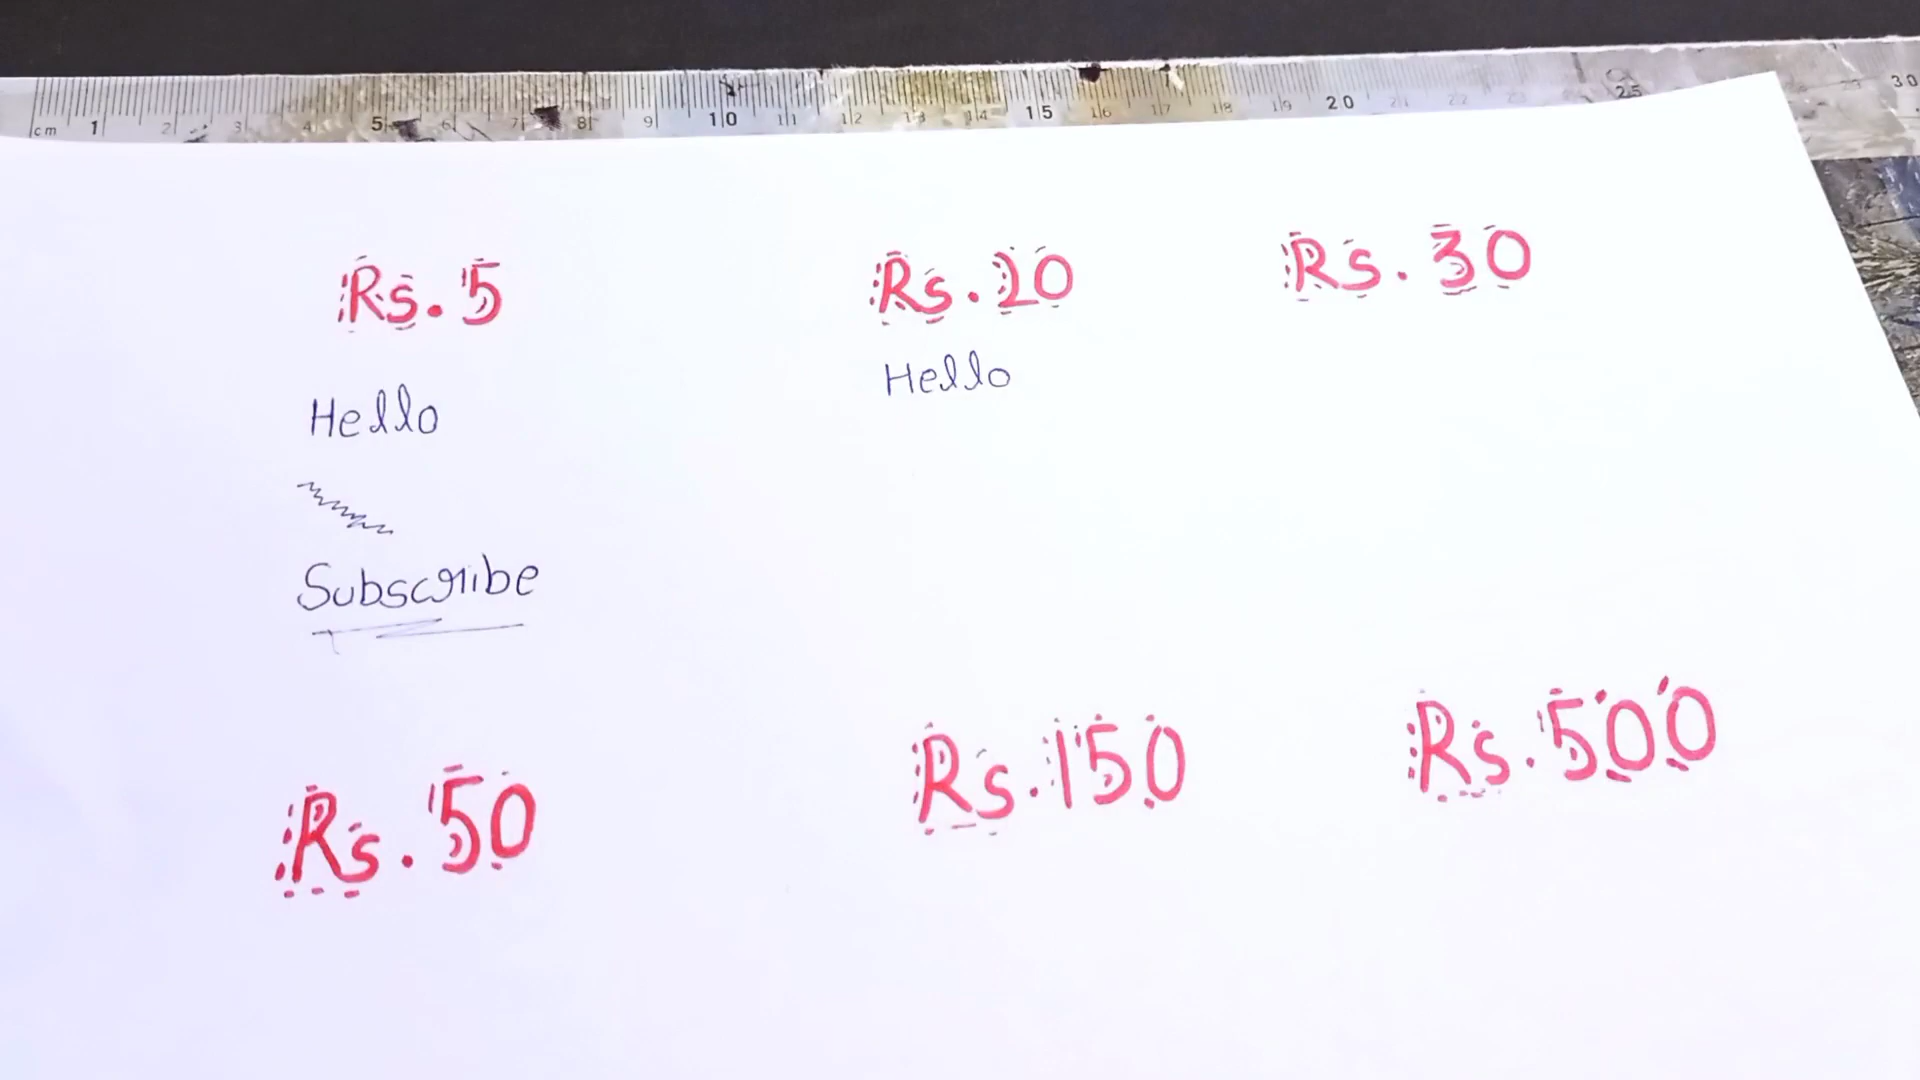 cm 1 2 3 4 5 6 7 8 9 10 11 12 13 14 15 16 17 18 19 20 21 22 23 25 29 30
Rs. 5 Rs. 20 Rs. 30
Hello Hello
Subscribe
Rs. 50 Rs. 150 Rs. 500